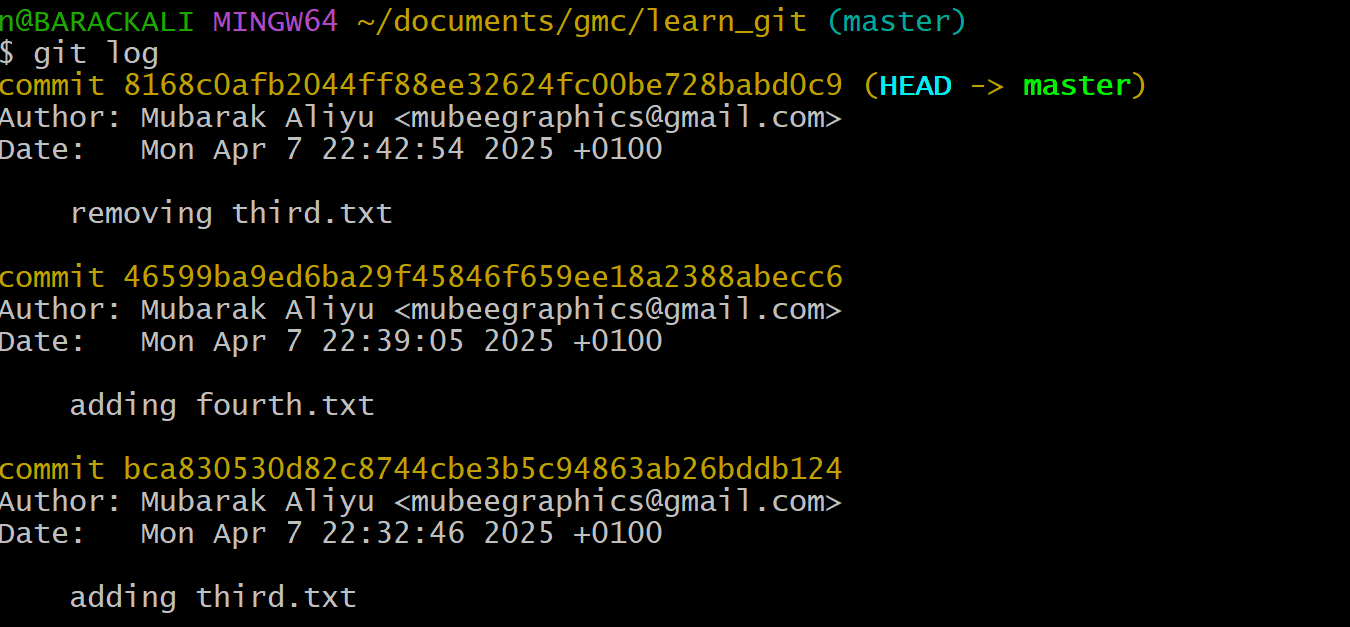 n@BARACKALI MINGW64 ~/documents/gmc/learn_git (master)
$ git log
commit 8168c0afb2044ff88ee32624fc00be728babd0c9 (HEAD -> master)
Author: Mubarak Aliyu <mubeegraphics@gmail.com>
Date:   Mon Apr 7 22:42:54 2025 +0100
    removing third.txt
commit 46599ba9ed6ba29f45846f659ee18a2388abecc6
Author: Mubarak Aliyu <mubeegraphics@gmail.com>
Date:   Mon Apr 7 22:39:05 2025 +0100
    adding fourth.txt
commit bca830530d82c8744cbe3b5c94863ab26bddb124
Author: Mubarak Aliyu <mubeegraphics@gmail.com>
Date:   Mon Apr 7 22:32:46 2025 +0100
    adding third.txt